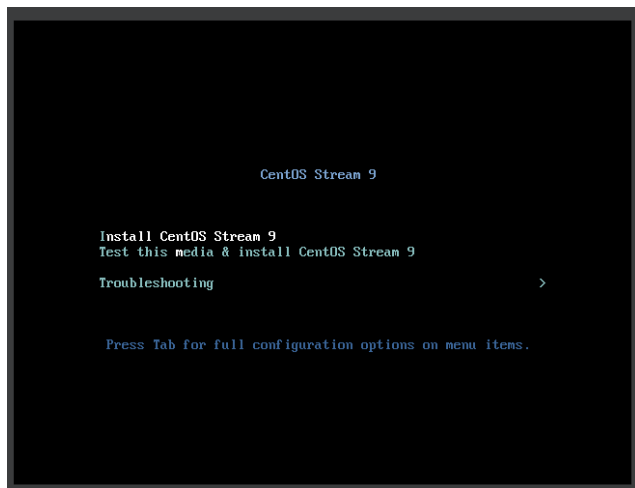 CentOS Stream 9
Install CentOS Stream 9
Test this media & install CentOS Stream 9
Troubleshooting >
Press Tab for full configuration options on menu items.